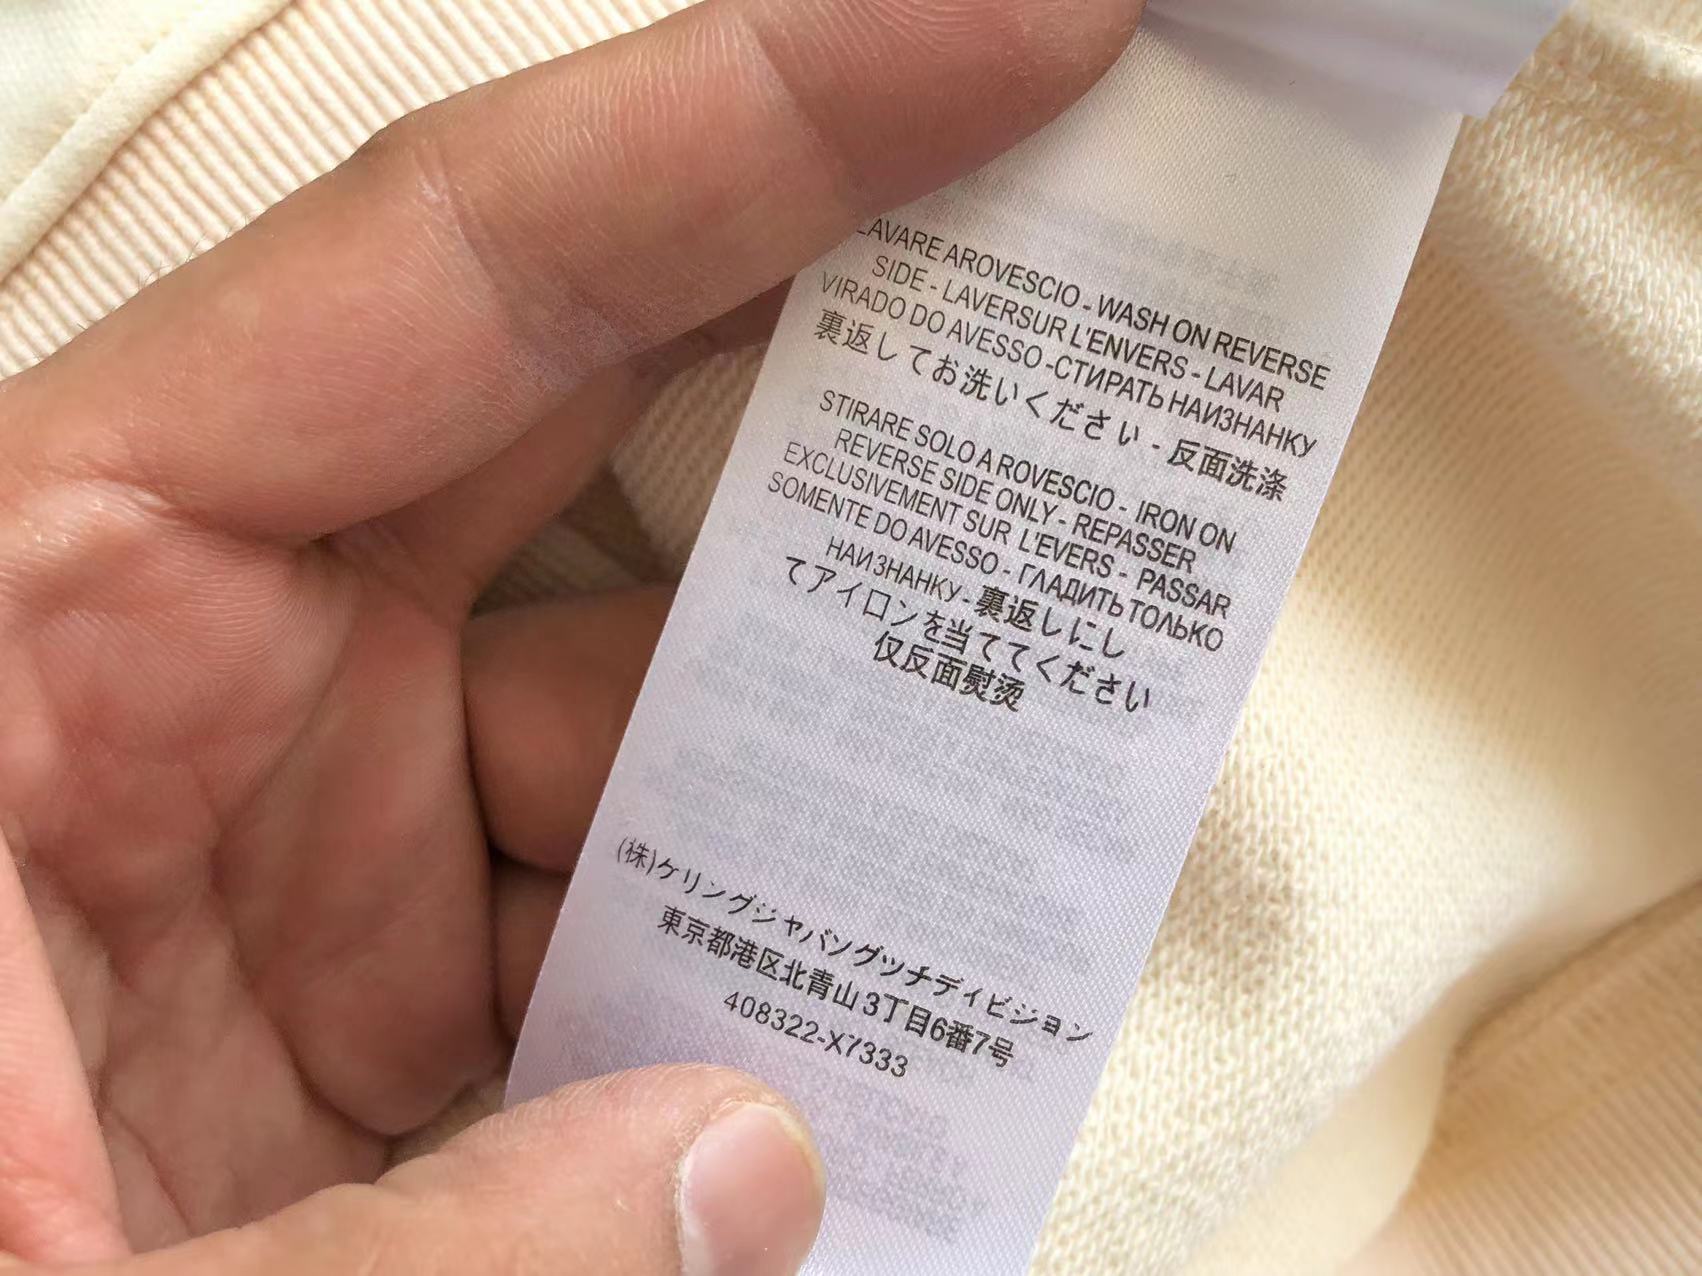 LAVARE AROVESCIO - WASH ON REVERSE
SIDE - LAVERSUR L'ENVERS - LAVAR
VIRADO DO AVESSO -СТИРАТЬ НАИЗНАНКУ
裏返してお洗いください - 反面洗涤
STIRARE SOLO A ROVESCIO - IRON ON
REVERSE SIDE ONLY - REPASSER
EXCLUSIVEMENT SUR L'EVERS - PASSAR
SOMENTE DO AVESSO - ГЛАДИТЬ ТОЛЬКО
НАИЗНАНКУ - 裏返しにし
てアイロンを当ててください
仅反面熨烫
(株)ケリングジャパングッチディビジョン
東京都港区北青山3丁目6番7号
408322-X7333